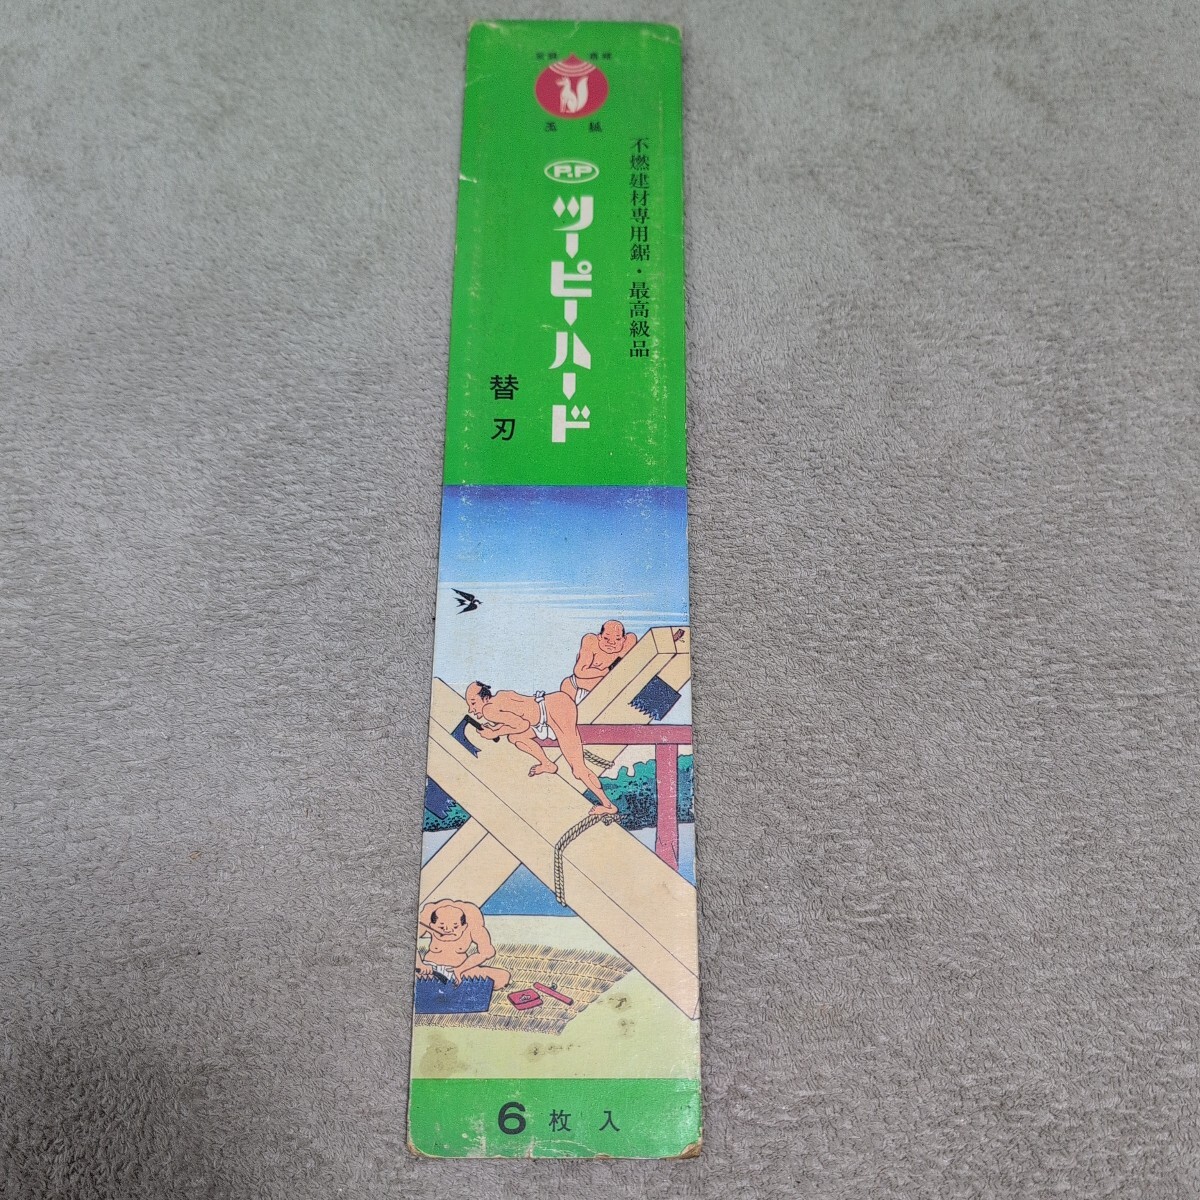 P.P
不燃建材専用鋸・最高級品
ツーピーハード
替刃
6枚入